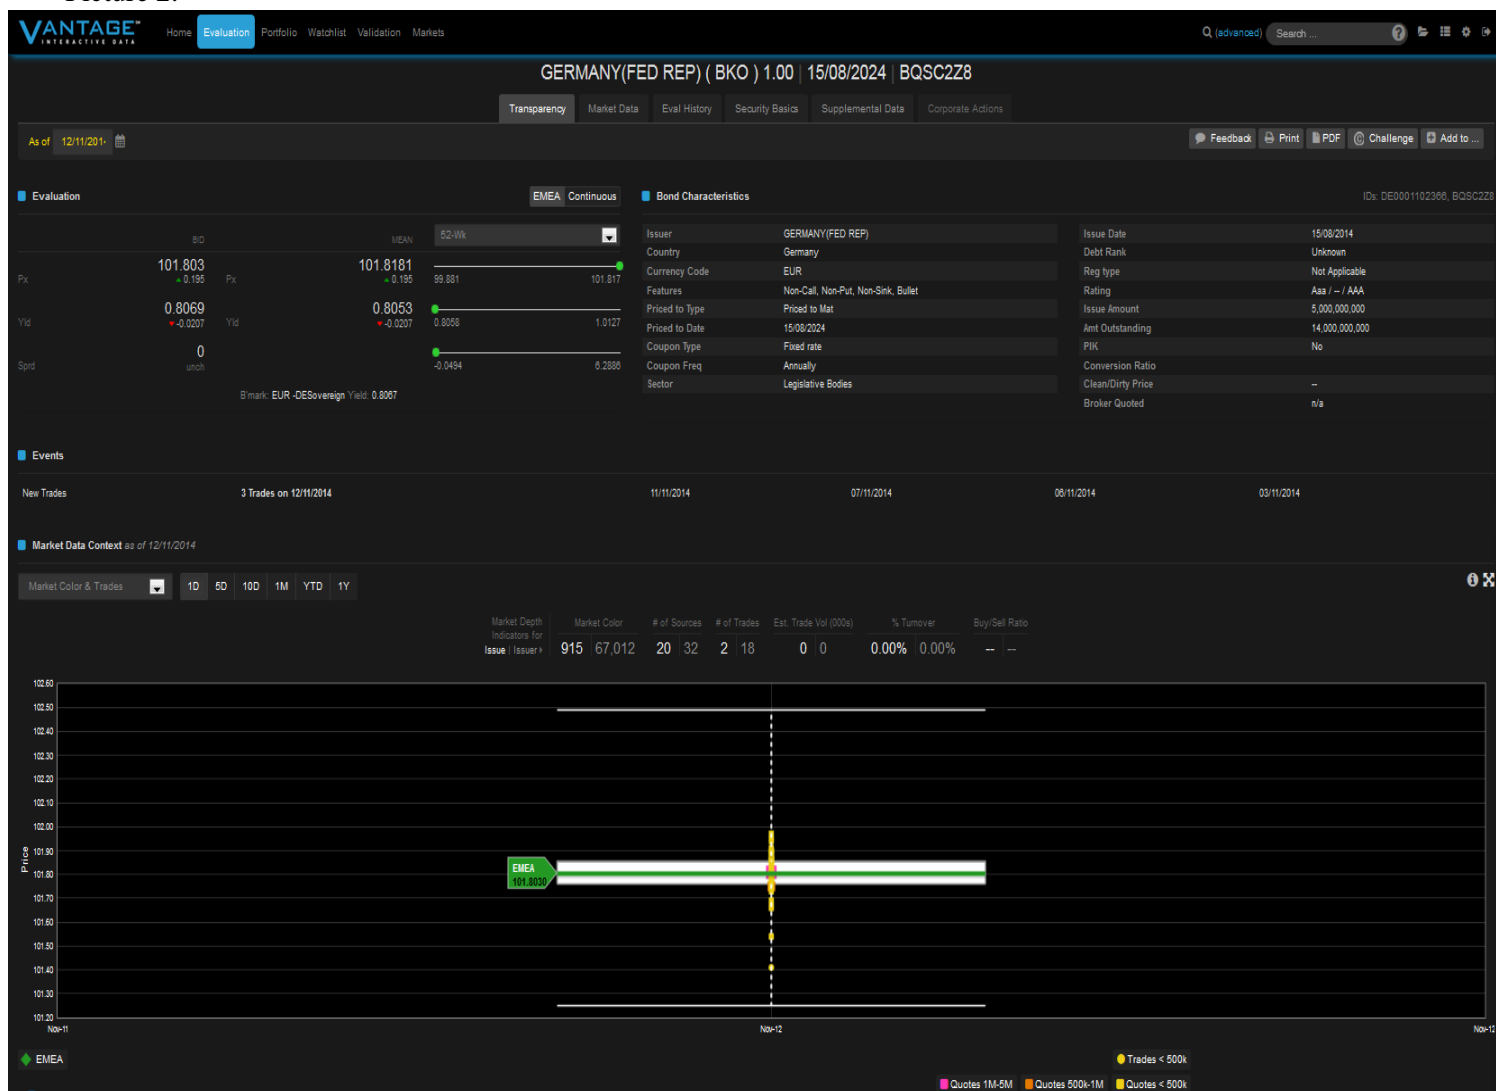 Picture 2:
VANTAGE™
INTERACTIVE DATA
Home Evaluation Portfolio Watchlist Validation Markets
(advanced) Search ... ?
GERMANY(FED REP) ( BKO ) 1.00 | 15/08/2024 | BQSC2Z8
Transparency Market Data Eval History Security Basics Supplemental Data Corporate Actions
As of 12/11/201
Feedback Print PDF Challenge Add to ...
Evaluation EMEA Continuous
BID MEAN 52-Wk
Px 101.803 Px 101.8181
0.195 0.195 99.881 101.817
Yld 0.8069 Yld 0.8053
-0.0207 -0.0207 0.8058 1.0127
Sprd 0
unch -0.0494 6.2886
B'mark: EUR -DESovereign Yield: 0.8067
Bond Characteristics IDs: DE0001102366, BQSC2Z8
Issuer GERMANY(FED REP)
Country Germany
Currency Code EUR
Features Non-Call, Non-Put, Non-Sink, Bullet
Priced to Type Priced to Mat
Priced to Date 15/08/2024
Coupon Type Fixed rate
Coupon Freq Annually
Sector Legislative Bodies
Issue Date 15/08/2014
Debt Rank Unknown
Reg type Not Applicable
Rating Aaa / -- / AAA
Issue Amount 5,000,000,000
Amt Outstanding 14,000,000,000
PIK No
Conversion Ratio
Clean/Dirty Price --
Broker Quoted n/a
Events
New Trades 3 Trades on 12/11/2014 11/11/2014 07/11/2014 06/11/2014 03/11/2014
Market Data Context as of 12/11/2014
Market Color & Trades 1D 5D 10D 1M YTD 1Y
Market Depth
Indicators for
Issue | Issuer
Market Color # of Sources # of Trades Est. Trade Vol (000s) % Turnover Buy/Sell Ratio
915 67,012 20 32 2 18 0 0 0.00% 0.00% -- --
102.60
102.50
102.40
102.30
102.20
102.10
102.00
101.90
101.80
101.70
101.60
101.50
101.40
101.30
101.20
Price
EMEA
101.8030
Nov-11 Nov-12 Nov-12
EMEA
Trades < 500k
Quotes 1M-5M Quotes 500k-1M Quotes < 500k